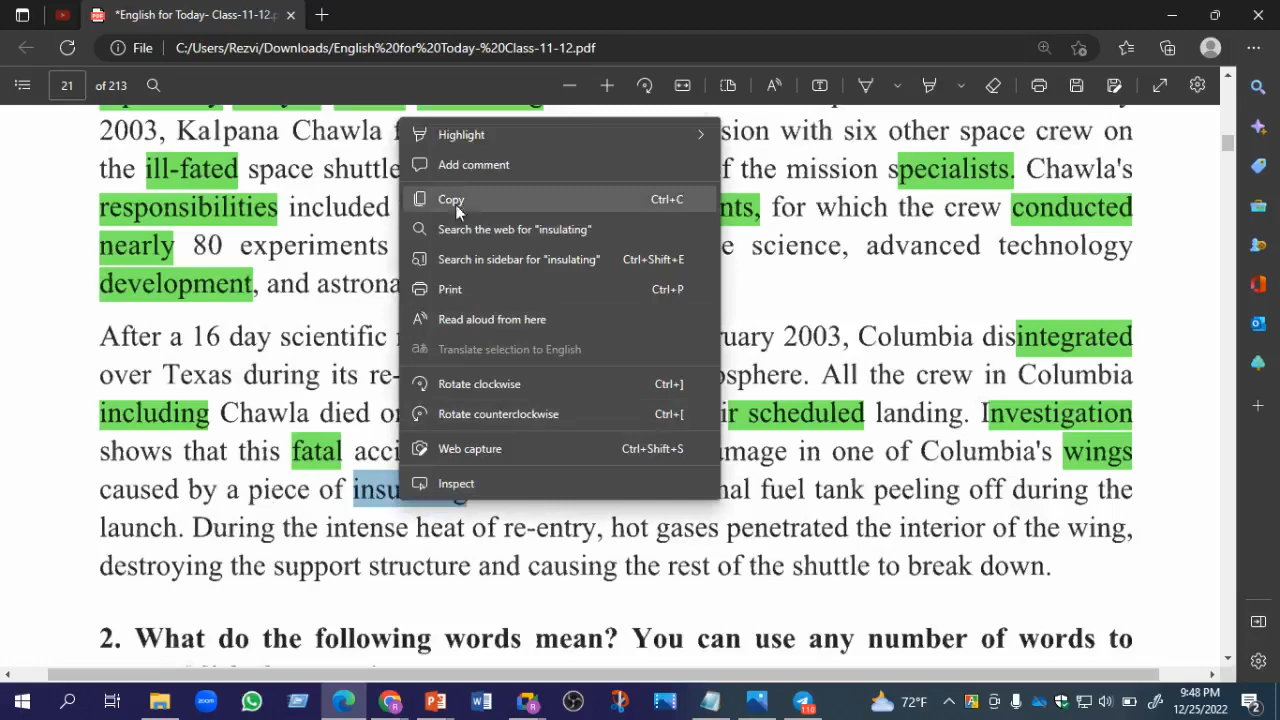 *English for Today- Class-11-12.p
File C:/Users/Rezvi/Downloads/English%20for%20Today-%20Class-11-12.pdf
21 of 213
2003, Kalpana Chawla sion with six other space crew on
the ill-fated space shuttle f the mission specialists. Chawla's
responsibilities included nts, for which the crew conducted
nearly 80 experiments e science, advanced technology
development, and astrona
After a 16 day scientific ruary 2003, Columbia disintegrated
over Texas during its re- osphere. All the crew in Columbia
including Chawla died on ir scheduled landing. Investigation
shows that this fatal acci amage in one of Columbia's wings
caused by a piece of insu nal fuel tank peeling off during the
launch. During the intense heat of re-entry, hot gases penetrated the interior of the wing,
destroying the support structure and causing the rest of the shuttle to break down.
2. What do the following words mean? You can use any number of words to
Highlight
Add comment
Copy Ctrl+C
Search the web for "insulating"
Search in sidebar for "insulating" Ctrl+Shift+E
Print Ctrl+P
Read aloud from here
Translate selection to English
Rotate clockwise Ctrl+]
Rotate counterclockwise Ctrl+[
Web capture Ctrl+Shift+S
Inspect
zoom
72°F
9:48 PM
12/25/2022